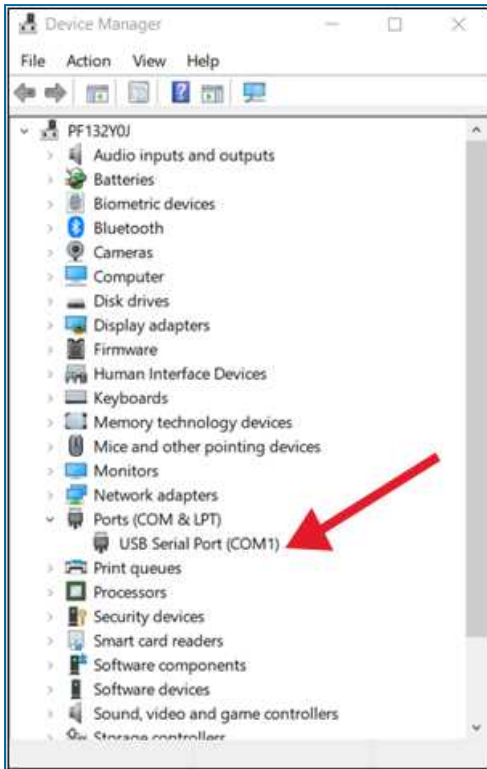 Device Manager
File Action View Help
PF132Y0J
Audio inputs and outputs
Batteries
Biometric devices
Bluetooth
Cameras
Computer
Disk drives
Display adapters
Firmware
Human Interface Devices
Keyboards
Memory technology devices
Mice and other pointing devices
Monitors
Network adapters
Ports (COM & LPT)
USB Serial Port (COM1)
Print queues
Processors
Security devices
Smart card readers
Software components
Software devices
Sound, video and game controllers
Storage controllers